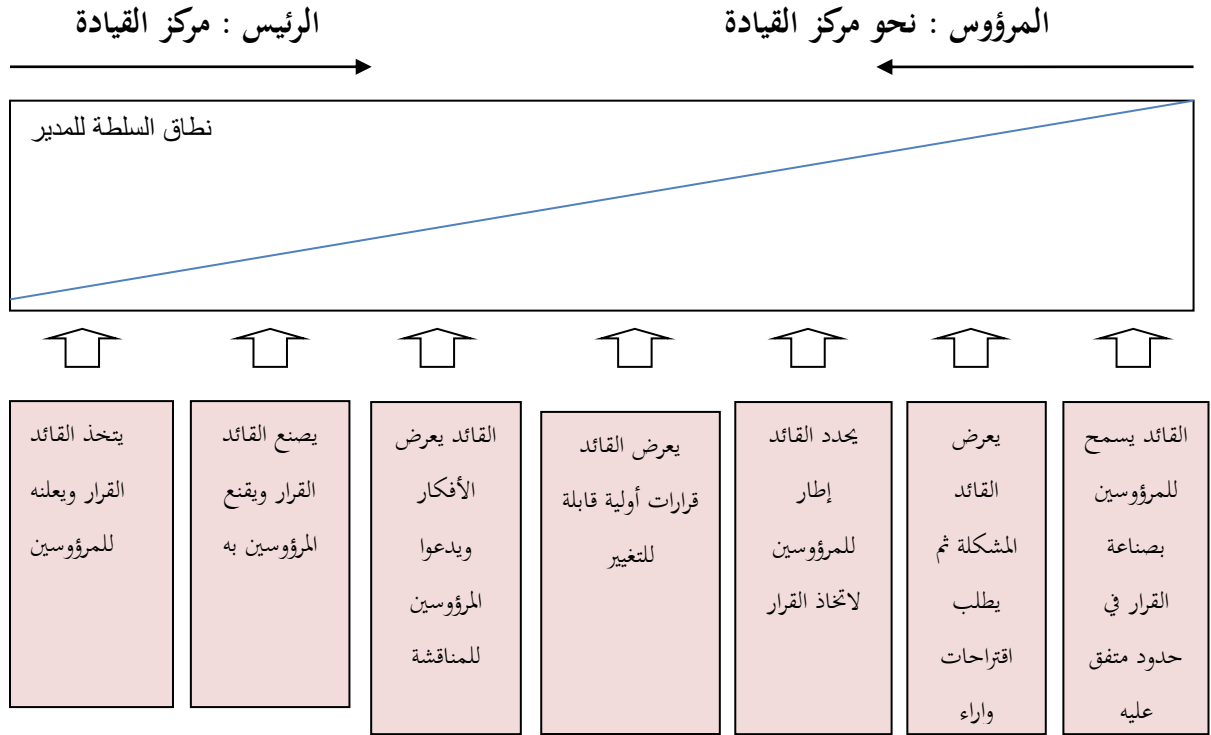 المرؤوس : نحو مركز القيادة
الرئيس : مركز القيادة
نطاق السلطة للمدير
القائد يسمح
للمرؤوسين
بصناعة
القرار في
حدود متفق
عليه
يعرض
القائد
المشكلة ثم
يطلب
اقتراحات
واراء
يحدد القائد
إطار
للمرؤوسين
لاتخاذ القرار
يعرض القائد
قرارات أولية قابلة
للتغيير
القائد يعرض
الأفكار
ويدعوا
المرؤوسين
للمناقشة
يصنع القائد
القرار ويقنع
المرؤوسين به
يتخذ القائد
القرار ويعلنه
للمرؤوسين